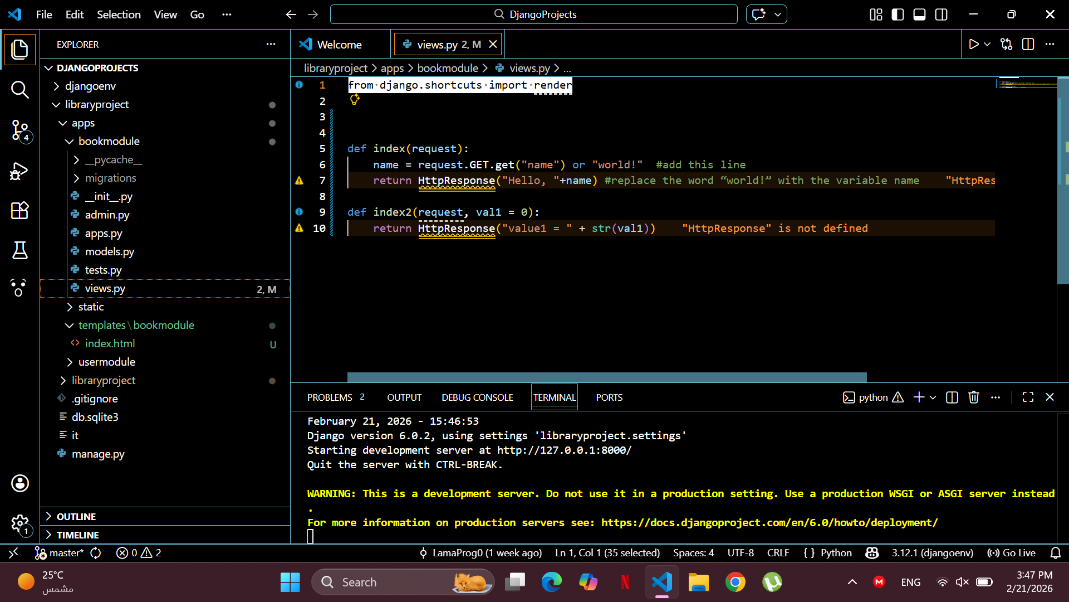 File Edit Selection View Go ...
DjangoProjects
EXPLORER
Welcome
views.py 2, M
DJANGOPROJECTS
djangoenv
libraryproject
apps
bookmodule
__pycache__
migrations
__init__.py
admin.py
apps.py
models.py
tests.py
views.py 2, M
static
templates \ bookmodule
index.html U
usermodule
libraryproject
.gitignore
db.sqlite3
it
manage.py
OUTLINE
TIMELINE
libraryproject > apps > bookmodule > views.py > ...
1 from django.shortcuts import render
2
3
4
5 def index(request):
6 name = request.GET.get("name") or "world!" #add this line
7 return HttpResponse("Hello, "+name) #replace the word “world!” with the variable name "HttpRes
8
9 def index2(request, val1 = 0):
10 return HttpResponse("value1 = " + str(val1)) "HttpResponse" is not defined
PROBLEMS 2 OUTPUT DEBUG CONSOLE TERMINAL PORTS
python
February 21, 2026 - 15:46:53
Django version 6.0.2, using settings 'libraryproject.settings'
Starting development server at http://127.0.0.1:8000/
Quit the server with CTRL-BREAK.
WARNING: This is a development server. Do not use it in a production setting. Use a production WSGI or ASGI server instead
.
For more information on production servers see: https://docs.djangoproject.com/en/6.0/howto/deployment/
4
1
master* 0 2 LamaProg0 (1 week ago) Ln 1, Col 1 (35 selected) Spaces: 4 UTF-8 CRLF { } Python 3.12.1 (djangoenv) Go Live
25°C
مشمس
Search
ENG
3:47 PM
2/21/2026